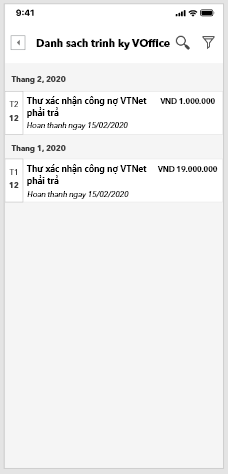 9:41
Danh sach trinh ky VOffice
Thang 2, 2020
T2
12
Thư xác nhận công nợ VTNet
phải trả
VND 1.000.000
Hoan thanh ngay 15/02/2020
Thang 1, 2020
T1
12
Thư xác nhận công nợ VTNet
phải trả
VND 19.000.000
Hoan thanh ngay 15/02/2020